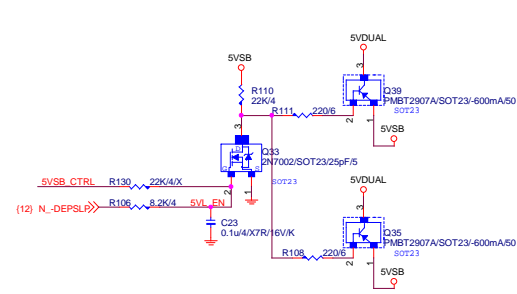 5VDUAL
5VSB
3
Q39
PMBT2907A/SOT23/-600mA/50
SOT23
R110
22K/4
R111
220/6
2
1
5VSB
3
Q33
2N7002/SOT23/25pF/5
D
G
S
SOT23
2
1
5VSB_CTRL
R130
22K/4/X
{12} N_-DEPSLP
R106
8.2K/4
5VL_EN
C23
0.1u/4/X7R/16V/K
5VDUAL
3
Q35
PMBT2907A/SOT23/-600mA/50
SOT23
R108
220/6
2
1
5VSB